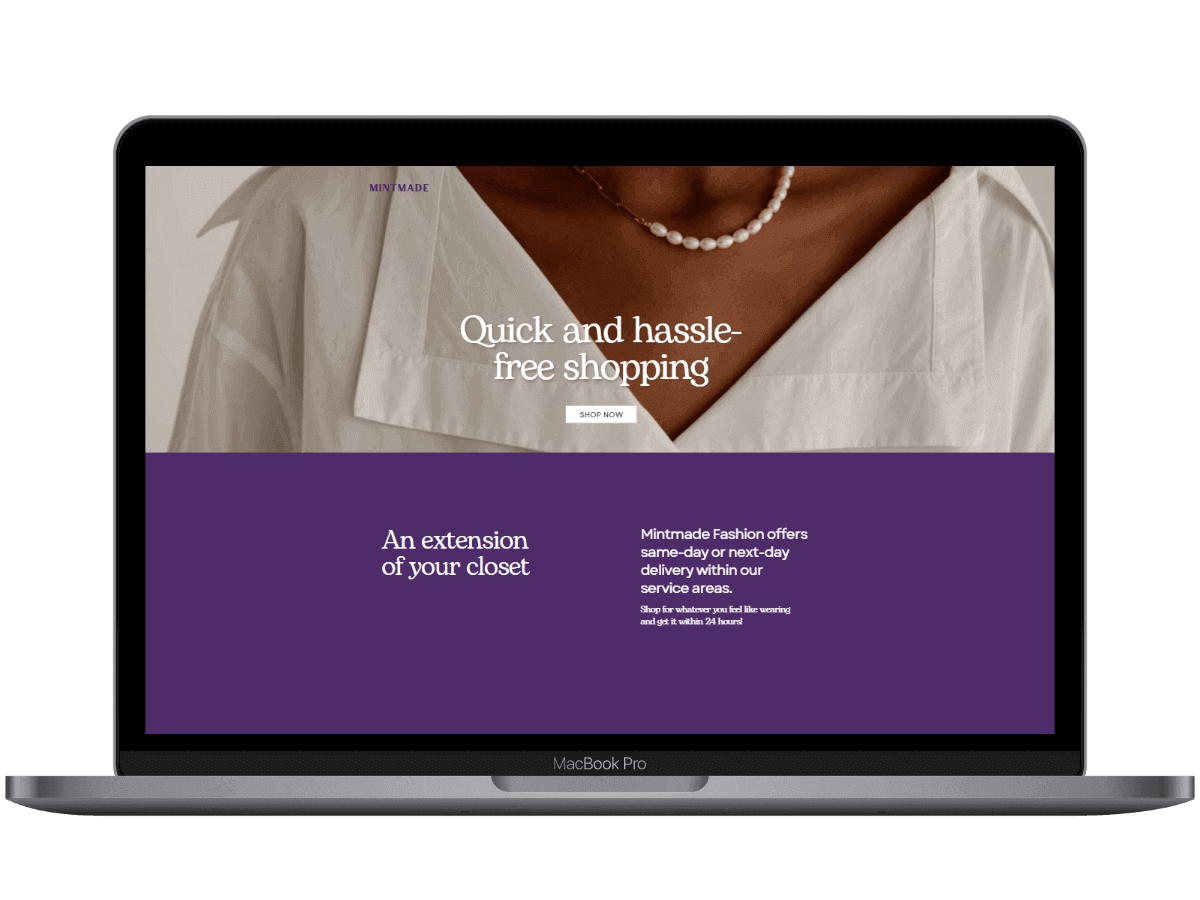 MINTMADE
Quick and hassle-
free shopping
SHOP NOW
An extension
of your closet
Mintmade Fashion offers
same-day or next-day
delivery within our
service areas.
Shop for whatever you feel like wearing
and get it within 24 hours!
MacBook Pro